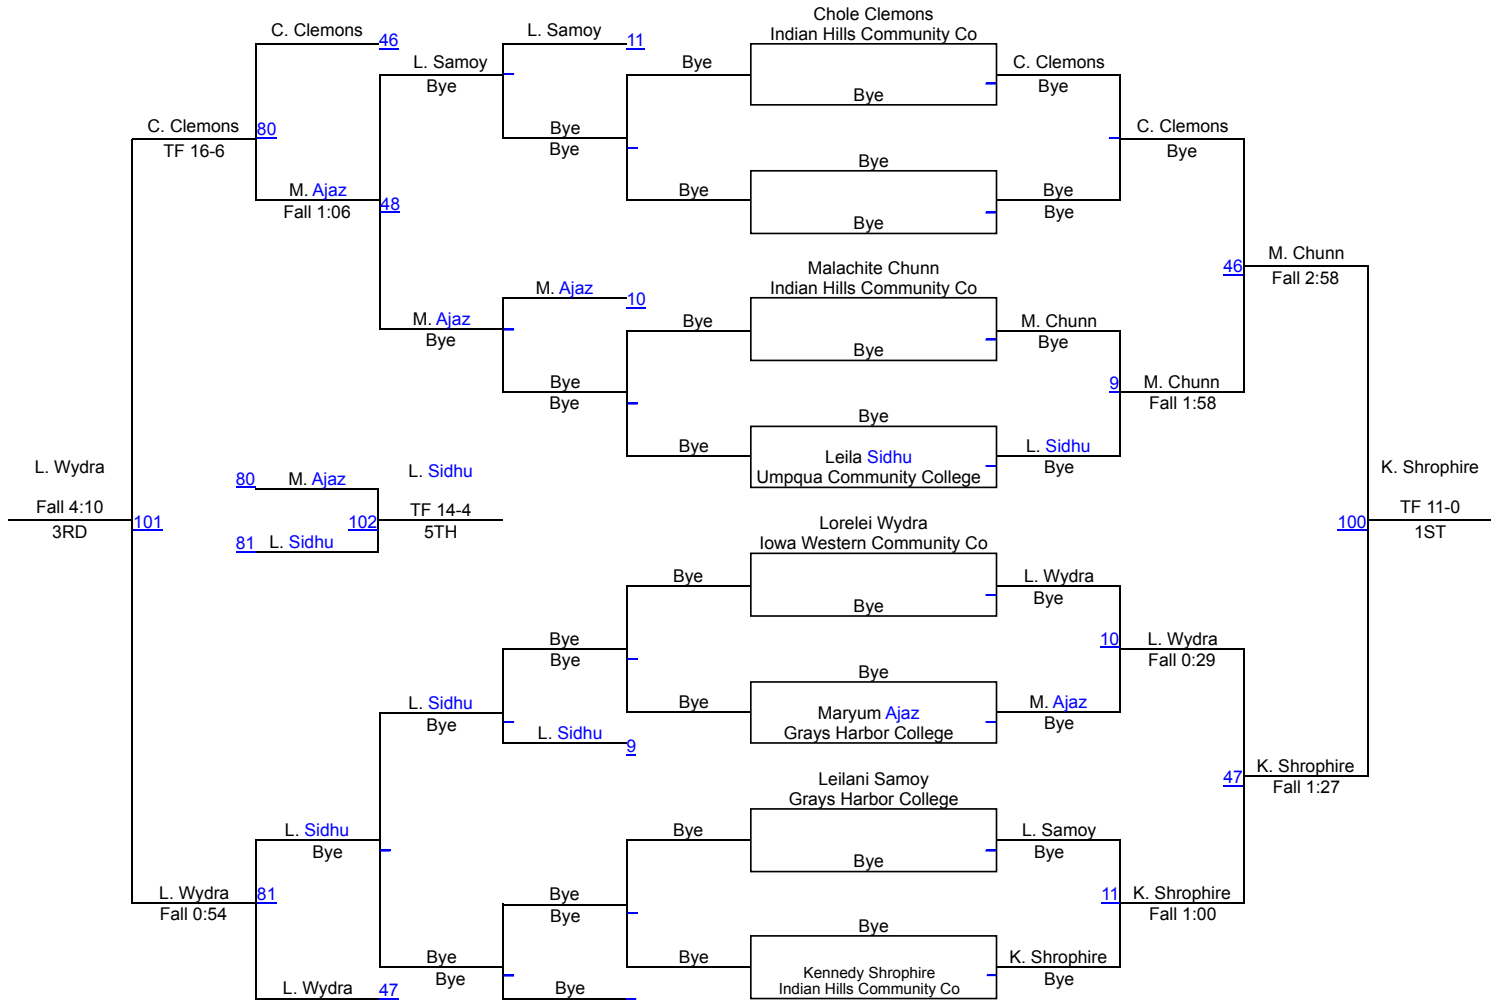 Chole Clemons
C. Clemons 46
L. Samoy 11
Indian Hills Community Co
L. Samoy
Bye
C. Clemons
Bye
Bye
Bye
C. Clemons 80
TF 16-6
Bye
Bye
C. Clemons
Bye
Bye
M. Ajaz
Fall 1:06
48
Bye
Bye
Bye
Bye
M. Chunn
46
Fall 2:58
Malachite Chunn
Indian Hills Community Co
M. Ajaz 10
M. Ajaz
Bye
Bye
M. Chunn
Bye
Bye
Bye
Bye
9 M. Chunn
Fall 1:58
Bye
Bye
Leila Sidhu
Umpqua Community College
L. Sidhu
Bye
L. Wydra
Fall 4:10
3RD
101
80 M. Ajaz
81 L. Sidhu
102
L. Sidhu
TF 14-4
5TH
K. Shrophire
TF 11-0
1ST
100
Lorelei Wydra
Iowa Western Community Co
Bye
Bye
L. Wydra
Bye
Bye
Bye
10 L. Wydra
Fall 0:29
Bye
L. Sidhu
Bye
Bye
Maryum Ajaz
Grays Harbor College
M. Ajaz
Bye
L. Sidhu 9
47 K. Shrophire
Fall 1:27
Leilani Samoy
Grays Harbor College
L. Sidhu
Bye
Bye
Bye
L. Samoy
Bye
L. Wydra 81
Fall 0:54
Bye
Bye
11 K. Shrophire
Fall 1:00
Bye
Bye
Bye
Bye
Kennedy Shrophire
Indian Hills Community Co
K. Shrophire
Bye
L. Wydra 47
Bye